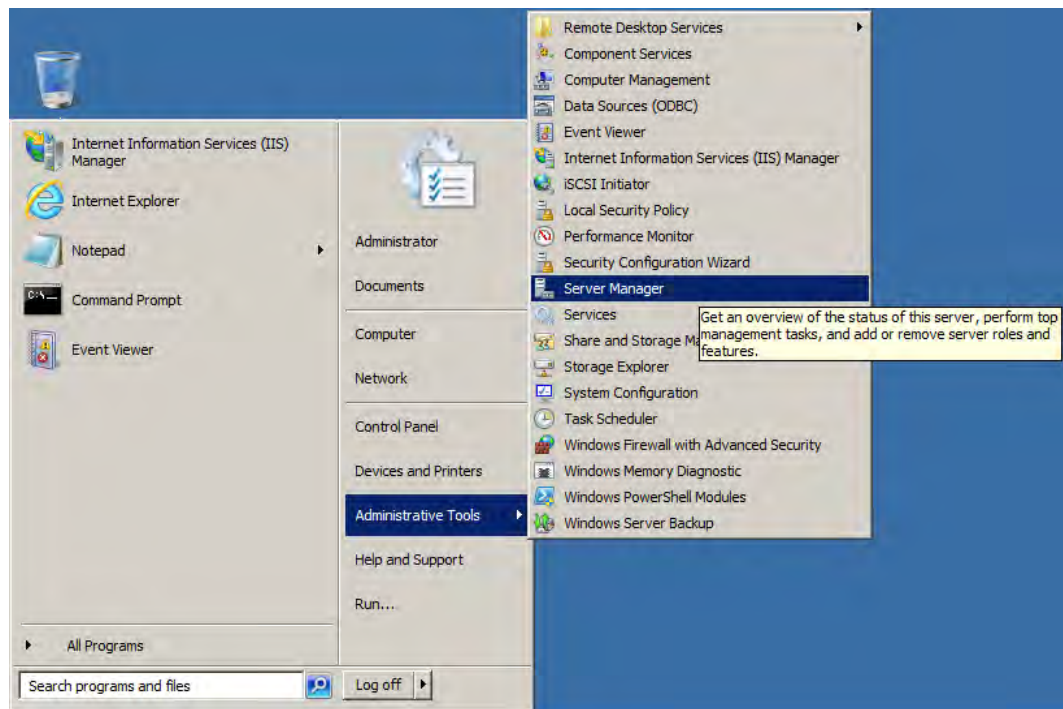 Internet Information Services (IIS)
Manager
Internet Explorer
Notepad
C:\
Command Prompt
Event Viewer
All Programs
Search programs and files
Administrator
Documents
Computer
Network
Control Panel
Devices and Printers
Administrative Tools
Help and Support
Run...
Log off
Remote Desktop Services
Component Services
Computer Management
Data Sources (ODBC)
Event Viewer
Internet Information Services (IIS) Manager
iSCSI Initiator
Local Security Policy
Performance Monitor
Security Configuration Wizard
Server Manager
Services
Share and Storage Ma
Storage Explorer
System Configuration
Task Scheduler
Windows Firewall with Advanced Security
Windows Memory Diagnostic
Windows PowerShell Modules
Windows Server Backup
Get an overview of the status of this server, perform top
management tasks, and add or remove server roles and
features.